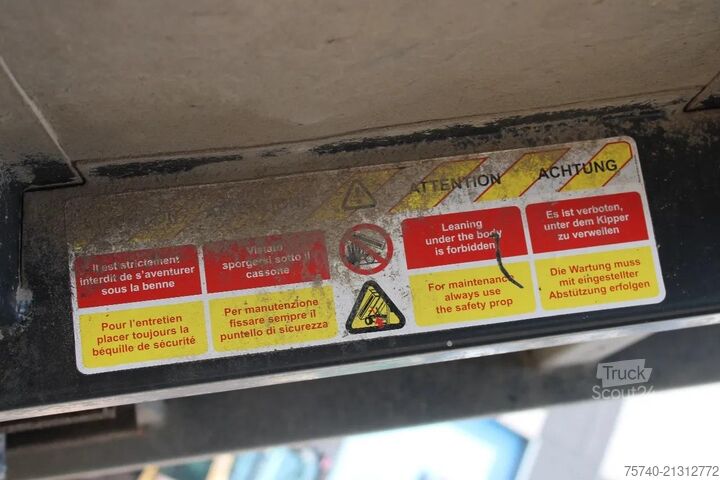 ATTENTION
ACHTUNG
Il est strictement
interdit de s'aventurer
sous la benne
Vietato
sporgersi sotto il
cassone
Leaning
under the body
is forbidden
Es ist verboten,
unter dem Kipper
zu verweilen
Pour l'entretien
placer toujours la
béquille de sécurité
Per manutenzione
fissare sempre il
puntello di sicurezza
For maintenance
always use
the safety prop
Die Wartung muss
mit eingestellter
Abstützung erfolgen
Truck
Scout24
75740-21312772